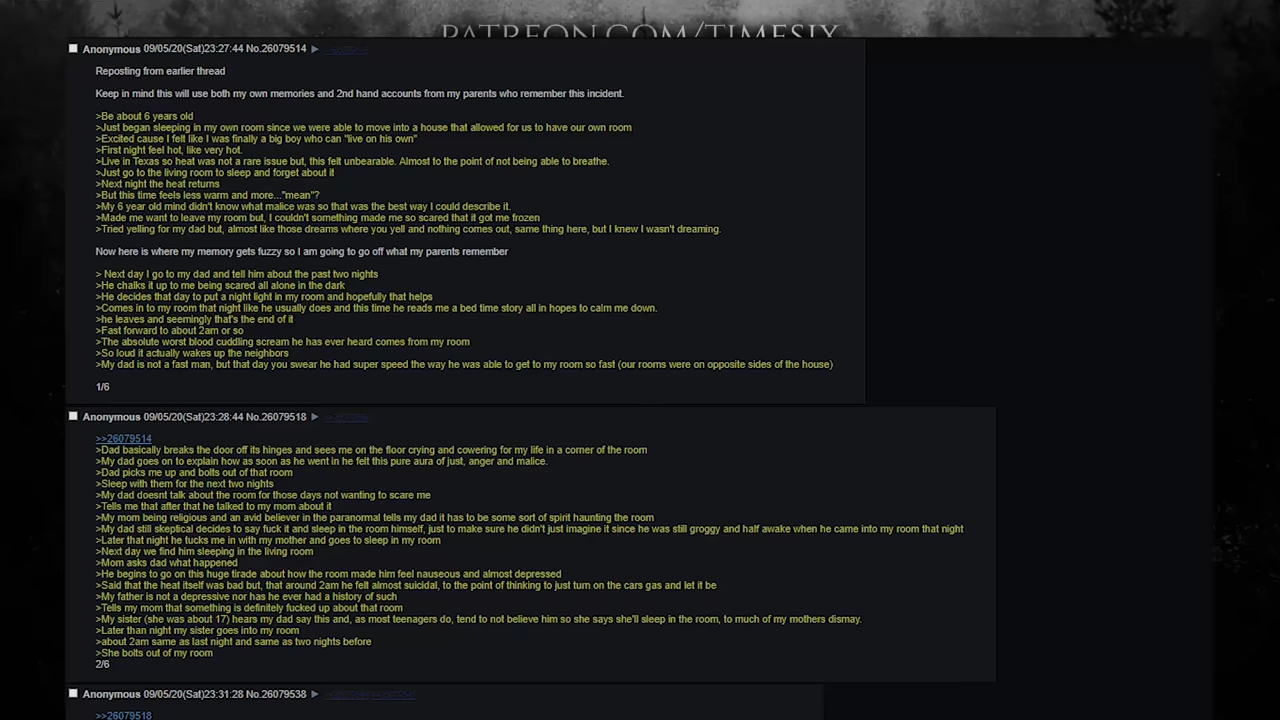 PATREON.COM/TIMESIX
Anonymous 09/05/20(Sat)23:27:44 No.26079514 ▶
Reposting from earlier thread
Keep in mind this will use both my own memories and 2nd hand accounts from my parents who remember this incident.
>Be about 6 years old
>Just began sleeping in my own room since we were able to move into a house that allowed for us to have our own room
>Excited cause I felt like I was finally a big boy who can "live on his own"
>First night feel hot, like very hot.
>Live in Texas so heat was not a rare issue but, this felt unbearable. Almost to the point of not being able to breathe.
>Just go to the living room to sleep and forget about it
>Next night the heat returns
>But this time feels less warm and more..."mean"?
>My 6 year old mind didn't know what malice was so that was the best way I could describe it.
>Made me want to leave my room but, I couldn't something made me so scared that it got me frozen
>Tried yelling for my dad but, almost like those dreams where you yell and nothing comes out, same thing here, but I knew I wasn't dreaming.
Now here is where my memory gets fuzzy so I am going to go off what my parents remember
> Next day I go to my dad and tell him about the past two nights
>He chalks it up to me being scared all alone in the dark
>He decides that day to put a night light in my room and hopefully that helps
>Comes in to my room that night like he usually does and this time he reads me a bed time story all in hopes to calm me down.
>he leaves and seemingly that's the end of it
>Fast forward to about 2am or so
>The absolute worst blood cuddling scream he has ever heard comes from my room
>So loud it actually wakes up the neighbors
>My dad is not a fast man, but that day you swear he had super speed the way he was able to get to my room so fast (our rooms were on opposite sides of the house)
1/6
Anonymous 09/05/20(Sat)23:28:44 No.26079518 ▶
>>26079514
>Dad basically breaks the door off its hinges and sees me on the floor crying and cowering for my life in a corner of the room
>My dad goes on to explain how as soon as he went in he felt this pure aura of just, anger and malice.
>Dad picks me up and bolts out of that room
>Sleep with them for the next two nights
>My dad doesnt talk about the room for those days not wanting to scare me
>Tells me that after that he talked to my mom about it
>My mom being religious and an avid believer in the paranormal tells my dad it has to be some sort of spirit haunting the room
>My dad still skeptical decides to say fuck it and sleep in the room himself, just to make sure he didn't just imagine it since he was still groggy and half awake when he came into my room that night
>Later that night he tucks me in with my mother and goes to sleep in my room
>Next day we find him sleeping in the living room
>Mom asks dad what happened
>He begins to go on this huge tirade about how the room made him feel nauseous and almost depressed
>Said that the heat itself was bad but, that around 2am he felt almost suicidal, to the point of thinking to just turn on the cars gas and let it be
>My father is not a depressive nor has he ever had a history of such
>Tells my mom that something is definitely fucked up about that room
>My sister (she was about 17) hears my dad say this and, as most teenagers do, tend to not believe him so she says she'll sleep in the room, to much of my mothers dismay.
>Later than night my sister goes into my room
>about 2am same as last night and same as two nights before
>She bolts out of my room
2/6
Anonymous 09/05/20(Sat)23:31:28 No.26079538 ▶
>>26079518